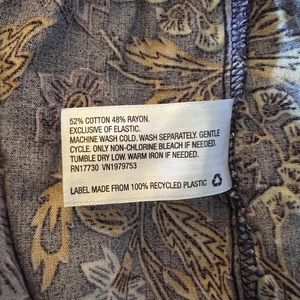 52% COTTON 48% RAYON.
EXCLUSIVE OF ELASTIC.
MACHINE WASH COLD. WASH SEPARATELY. GENTLE
CYCLE. ONLY NON-CHLORINE BLEACH IF NEEDED.
TUMBLE DRY LOW. WARM IRON IF NEEDED.
RN17730 VN1979753
LABEL MADE FROM 100% RECYCLED PLASTIC